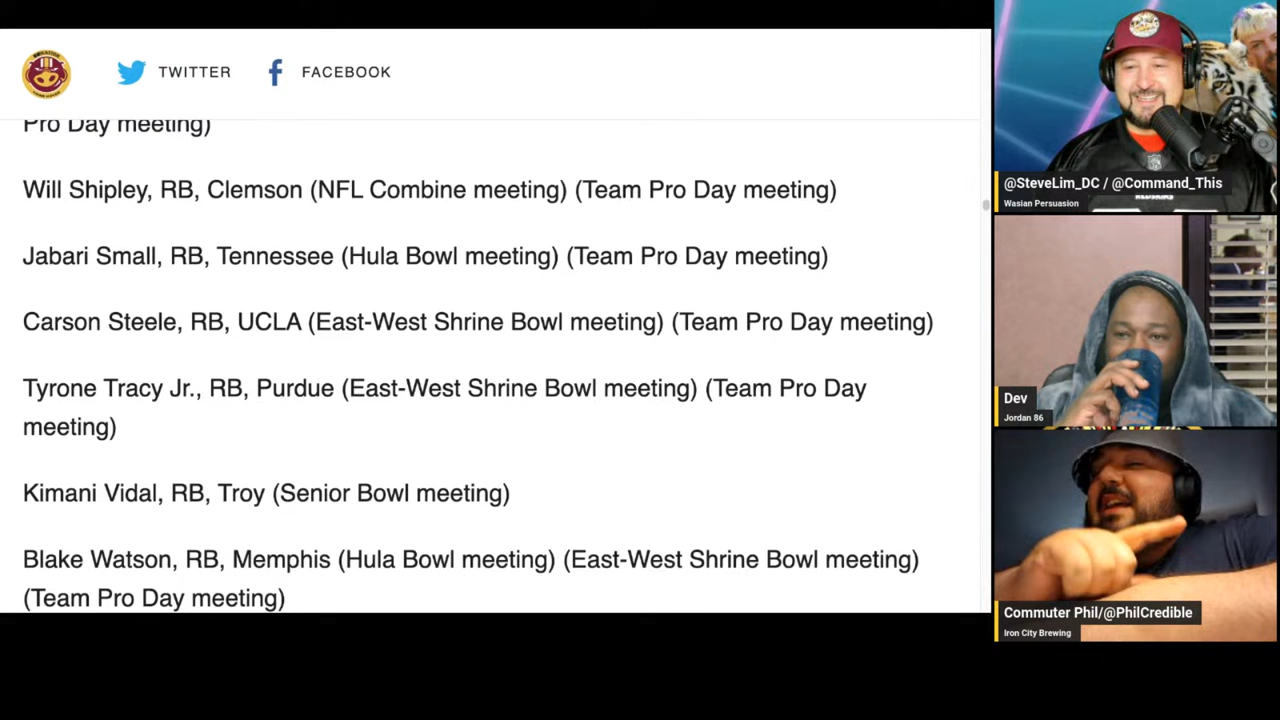 TWITTER
FACEBOOK
Pro Day meeting)
Will Shipley, RB, Clemson (NFL Combine meeting) (Team Pro Day meeting)
Jabari Small, RB, Tennessee (Hula Bowl meeting) (Team Pro Day meeting)
Carson Steele, RB, UCLA (East-West Shrine Bowl meeting) (Team Pro Day meeting)
Tyrone Tracy Jr., RB, Purdue (East-West Shrine Bowl meeting) (Team Pro Day
meeting)
Kimani Vidal, RB, Troy (Senior Bowl meeting)
Blake Watson, RB, Memphis (Hula Bowl meeting) (East-West Shrine Bowl meeting)
(Team Pro Day meeting)
@SteveLim_DC / @Command_This
Wasian Persuasion
Dev
Jordan 86
Commuter Phil/@PhilCredible
Iron City Brewing